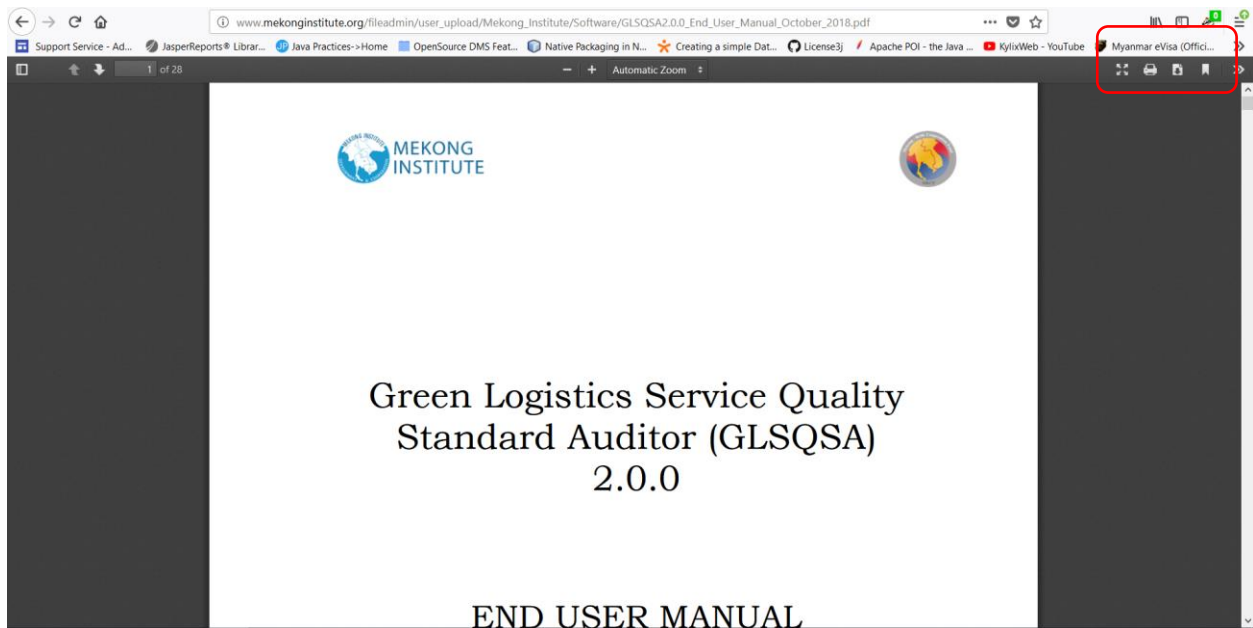 www.mekonginstitute.org/fileadmin/user_upload/Mekong_Institute/Software/GLSQSA2.0.0_End_User_Manual_October_2018.pdf
Support Service - Ad... JasperReports® Librar... Java Practices->Home OpenSource DMS Feat... Native Packaging in N... Creating a simple Dat... License3j Apache POI - the Java ... KylixWeb - YouTube Myanmar eVisa (Offici...
1 of 28 Automatic Zoom
MEKONG
INSTITUTE
Green Logistics Service Quality
Standard Auditor (GLSQSA)
2.0.0
END USER MANUAL